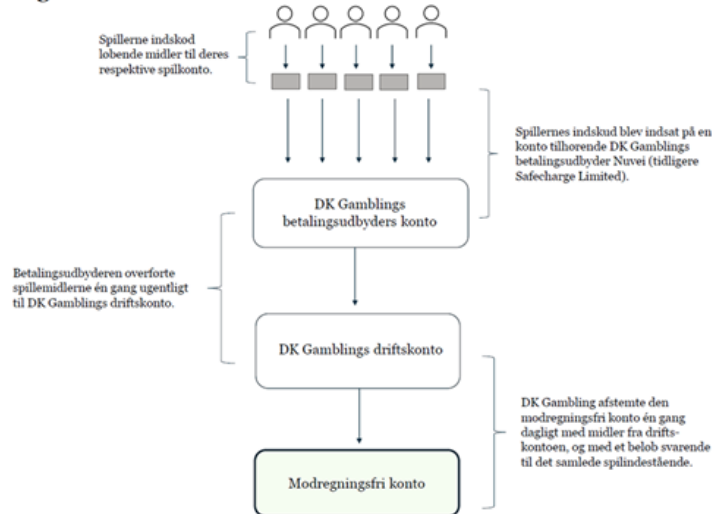 Spillerne indskod
løbende midler til deres
respektive spilkonto.
Spillernes indskud blev indsat på en
konto tilhørende DK Gamblings
betalingsudbyder Nuvei (tidligere
Safecharge Limited).
DK Gamblings
betalingsudbyders konto
Betalingsudbyderen overførte
spillemidlerne én gang ugentligt
til DK Gamblings driftskonto.
DK Gamblings driftskonto
DK Gambling afstemte den
modregningsfri konto én gang
dagligt med midler fra drifts-
kontoen, og med et beløb svarende
til det samlede spilindestående.
Modregningsfri konto